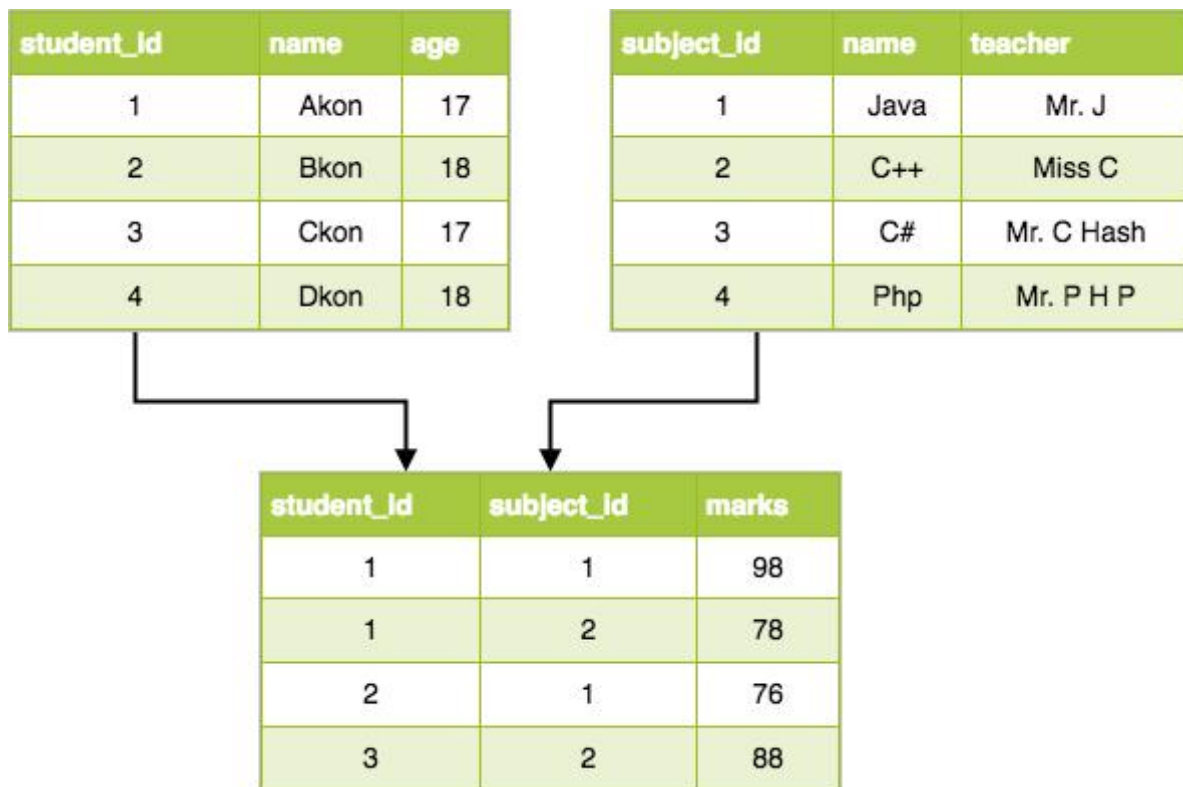 student_id name age
1 Akon 17
2 Bkon 18
3 Ckon 17
4 Dkon 18
subject_id name teacher
1 Java Mr. J
2 C++ Miss C
3 C# Mr. C Hash
4 Php Mr. P H P
student_id subject_id marks
1 1 98
1 2 78
2 1 76
3 2 88